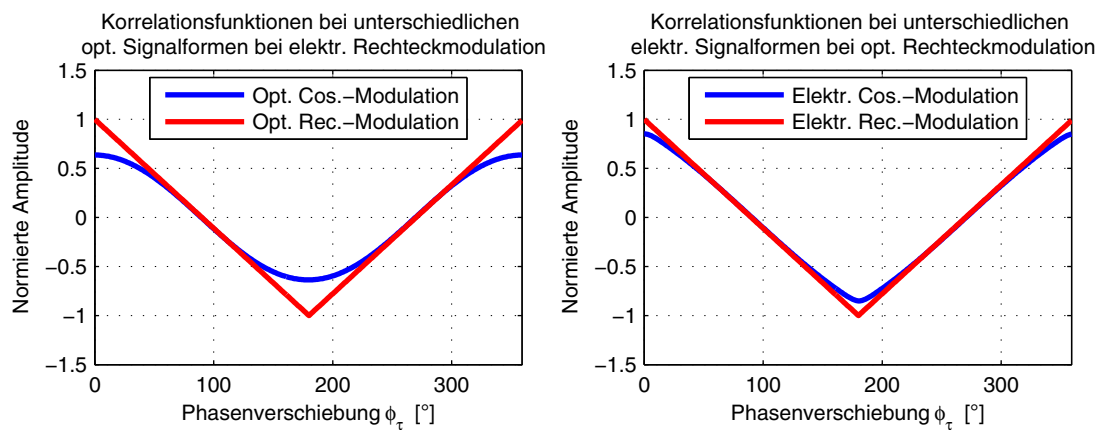 Korrelationsfunktionen bei unterschiedlichen
opt. Signalformen bei elektr. Rechteckmodulation
1.5
1
0.5
0
−0.5
−1
−1.5
0
100
200
300
Normierte Amplitude
Phasenverschiebung ϕτ [°]
Opt. Cos.−Modulation
Opt. Rec.−Modulation
Korrelationsfunktionen bei unterschiedlichen
elektr. Signalformen bei opt. Rechteckmodulation
1.5
1
0.5
0
−0.5
−1
−1.5
0
100
200
300
Normierte Amplitude
Phasenverschiebung ϕτ [°]
Elektr. Cos.−Modulation
Elektr. Rec.−Modulation